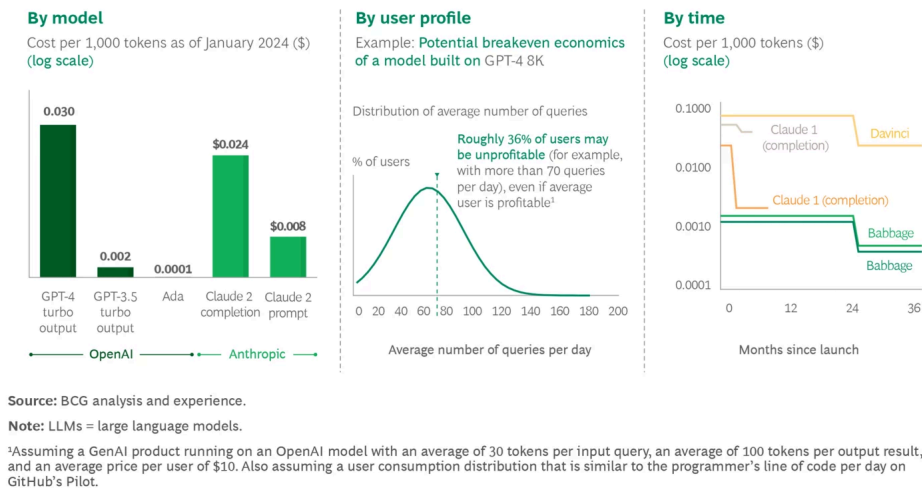 By model
Cost per 1,000 tokens as of January 2024 ($)
(log scale)
0.030
0.002
0.0001
$0.024
$0.008
GPT-4
turbo
output
GPT-3.5
turbo
output
Ada
Claude 2
completion
Claude 2
prompt
OpenAI
Anthropic
By user profile
Example: Potential breakeven economics
of a model built on GPT-4 8K
Distribution of average number of queries
Roughly 36% of users may
be unprofitable (for example,
with more than 70 queries
per day), even if average
user is profitable¹
% of users
0 20 40 60 80 100 120 140 160 180 200
Average number of queries per day
By time
Cost per 1,000 tokens ($)
(log scale)
0.1000
0.0100
0.0010
0.0001
Claude 1
(completion)
Davinci
Claude 1 (completion)
Babbage
Babbage
0 12 24 36
Months since launch
Source: BCG analysis and experience.
Note: LLMs = large language models.
¹Assuming a GenAI product running on an OpenAI model with an average of 30 tokens per input query, an average of 100 tokens per output result,
and an average price per user of $10. Also assuming a user consumption distribution that is similar to the programmer's line of code per day on
GitHub's Pilot.